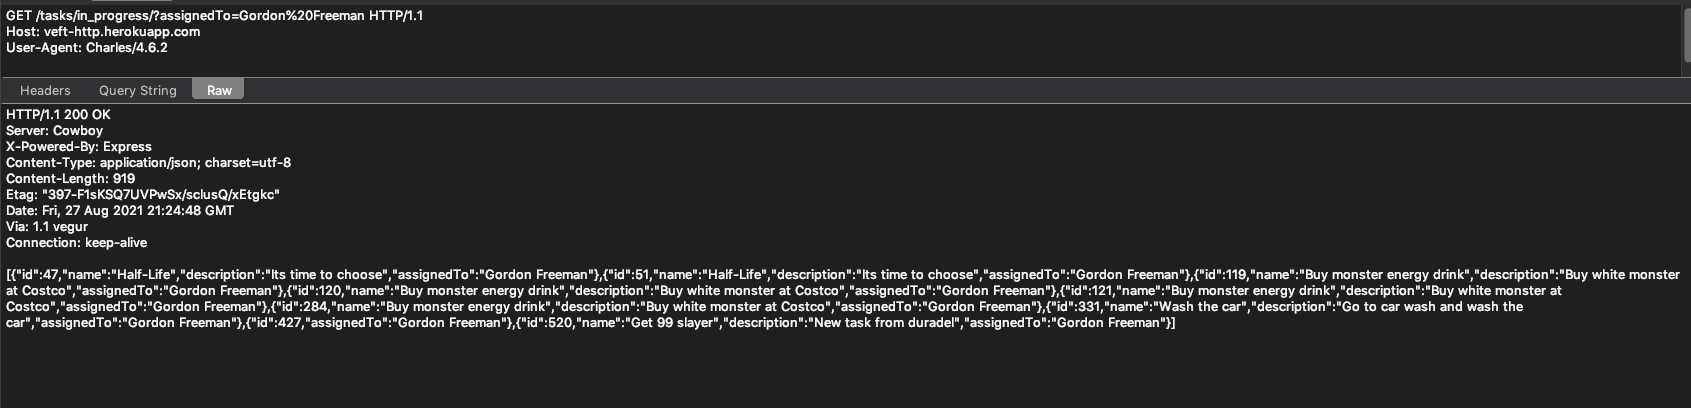 GET /tasks/in_progress/?assignedTo=Gordon%20Freeman HTTP/1.1
Host: veft-http.herokuapp.com
User-Agent: Charles/4.6.2
Headers Query String Raw
HTTP/1.1 200 OK
Server: Cowboy
X-Powered-By: Express
Content-Type: application/json; charset=utf-8
Content-Length: 919
Etag: "397-F1sKSQ7UVPwSx/sclusQ/xEtgkc"
Date: Fri, 27 Aug 2021 21:24:48 GMT
Via: 1.1 vegur
Connection: keep-alive
[{"id":47,"name":"Half-Life","description":"Its time to choose","assignedTo":"Gordon Freeman"},{"id":51,"name":"Half-Life","description":"Its time to choose","assignedTo":"Gordon Freeman"},{"id":119,"name":"Buy monster energy drink","description":"Buy white monster
at Costco","assignedTo":"Gordon Freeman"},{"id":120,"name":"Buy monster energy drink","description":"Buy white monster at Costco","assignedTo":"Gordon Freeman"},{"id":121,"name":"Buy monster energy drink","description":"Buy white monster at
Costco","assignedTo":"Gordon Freeman"},{"id":284,"name":"Buy monster energy drink","description":"Buy white monster at Costco","assignedTo":"Gordon Freeman"},{"id":331,"name":"Wash the car","description":"Go to car wash and wash the
car","assignedTo":"Gordon Freeman"},{"id":427,"assignedTo":"Gordon Freeman"},{"id":520,"name":"Get 99 slayer","description":"New task from duradel","assignedTo":"Gordon Freeman"}]